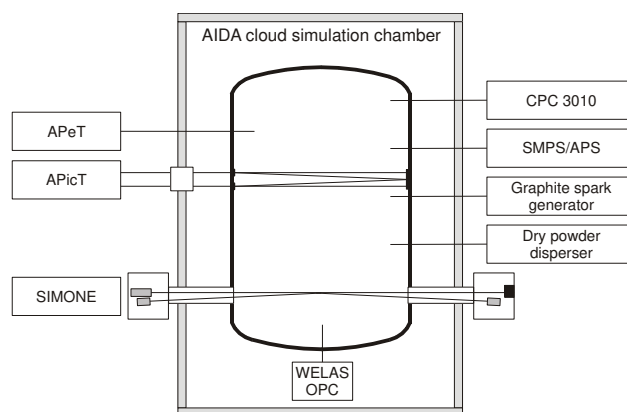 AIDA cloud simulation chamber
APeT
APicT
SIMONE
CPC 3010
SMPS/APS
Graphite spark
generator
Dry powder
disperser
WELAS
OPC